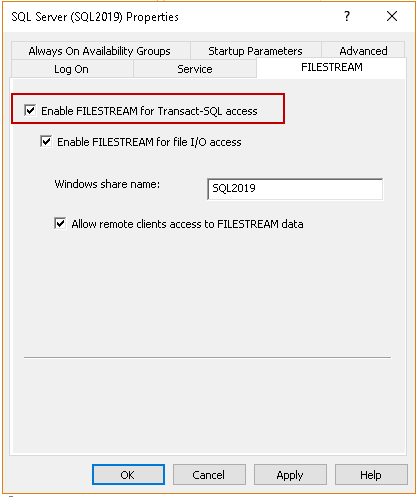 SQL Server (SQL2019) Properties ? ×
Always On Availability Groups Startup Parameters Advanced
Log On Service FILESTREAM
Enable FILESTREAM for Transact-SQL access
Enable FILESTREAM for file I/O access
Windows share name: SQL2019
Allow remote clients access to FILESTREAM data
OK Cancel Apply Help